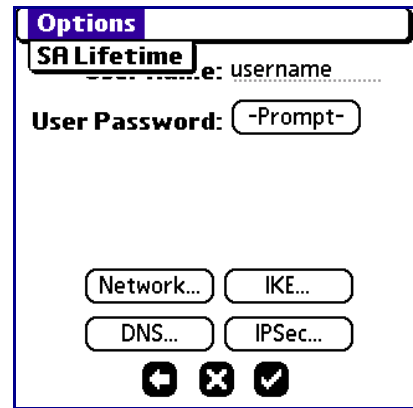 Options
SA Lifetime
username
User Password: -Prompt-
Network... IKE...
DNS... IPSec...